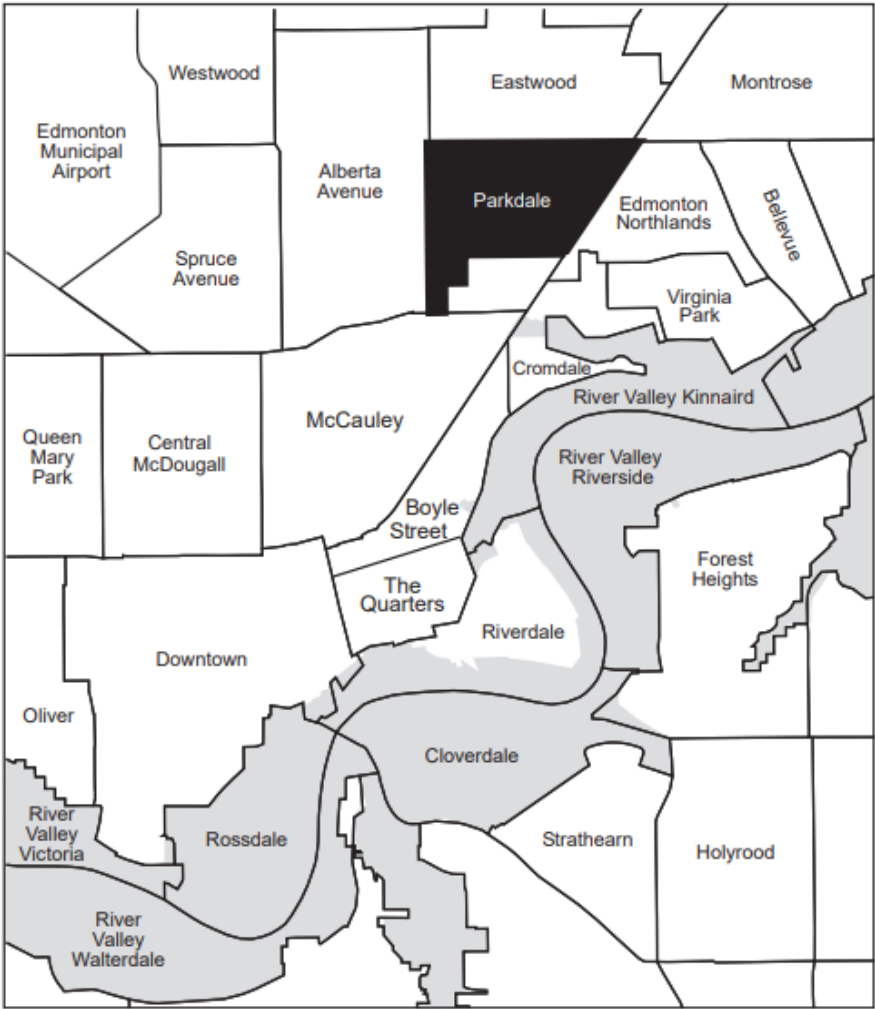 Westwood
Eastwood
Montrose
Edmonton
Municipal
Airport
Alberta
Avenue
Parkdale
Edmonton
Northlands
Bellevue
Spruce
Avenue
Virginia
Park
Cromdale
River Valley Kinnaird
McCauley
Queen
Mary
Park
Central
McDougall
River Valley
Riverside
Boyle
Street
Forest
Heights
The
Quarters
Riverdale
Downtown
Oliver
Cloverdale
River
Valley
Victoria
Rossdale
Strathearn
Holyrood
River
Valley
Walterdale